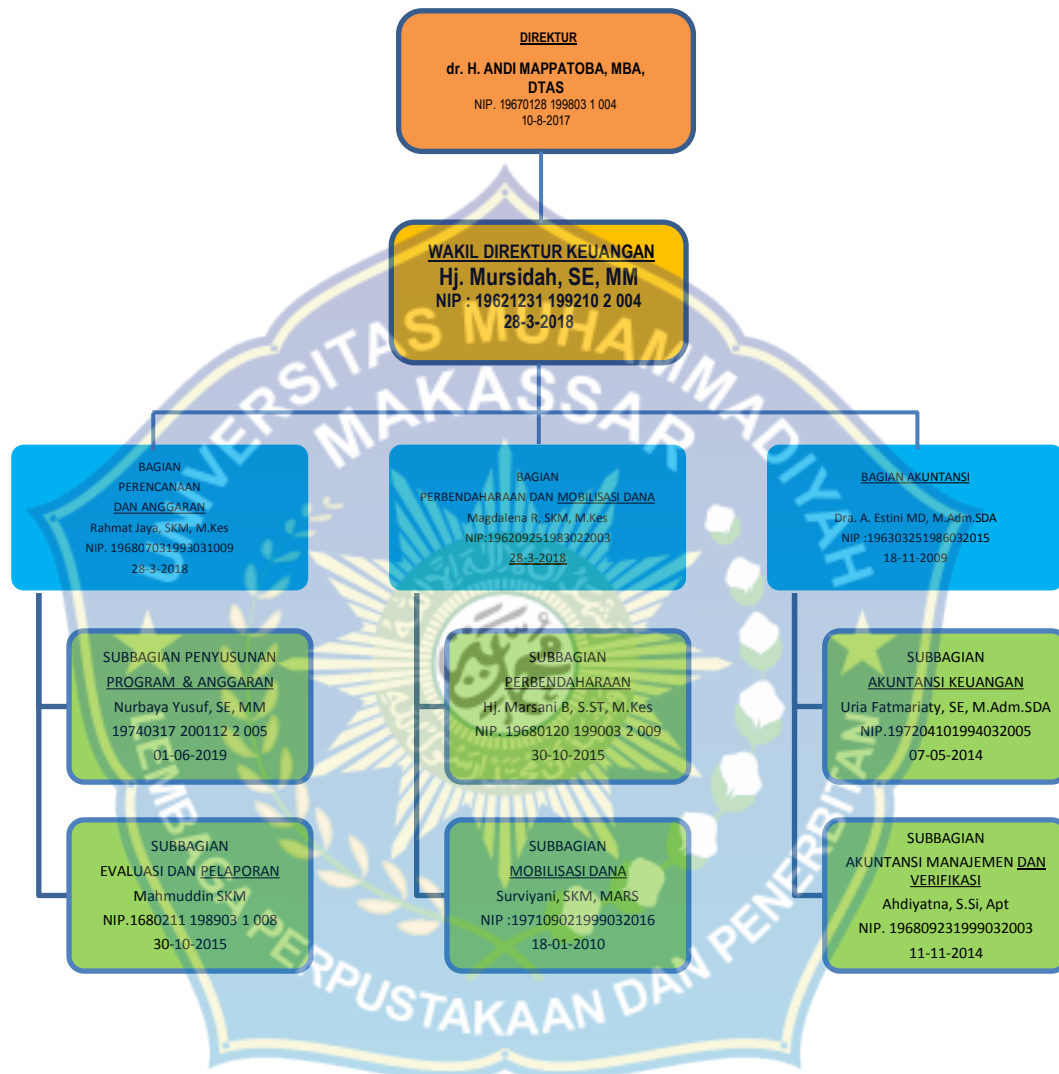 DIREKTUR
dr. H. ANDI MAPPATOBA, MBA,
DTAS
NIP. 19670128 199803 1 004
10-8-2017
WAKIL DIREKTUR KEUANGAN
Hj. Mursidah, SE, MM
NIP : 19621231 199210 2 004
28-3-2018
UNIVERSITAS MUHAMMADIYAH
MAKASSAR
BAGIAN
PERENCANAAN
DAN ANGGARAN
Rahmat Jaya, SKM, M.Kes
NIP. 196807031993031009
28-3-2018
BAGIAN
PERBENDAHARAAN DAN MOBILISASI DANA
Magdalena R, SKM, M.Kes
NIP:196209251983022003
28-3-2018
BAGIAN AKUNTANSI
Dra. A. Estini MD, M.Adm.SDA
NIP :196303251986032015
18-11-2009
SUBBAGIAN PENYUSUNAN
PROGRAM & ANGGARAN
Nurbaya Yusuf, SE, MM
19740317 200112 2 005
01-06-2019
SUBBAGIAN
PERBENDAHARAAN
Hj. Marsani B, S.ST, M.Kes
NIP. 19680120 199003 2 009
30-10-2015
SUBBAGIAN
AKUNTANSI KEUANGAN
Uria Fatmariaty, SE, M.Adm.SDA
NIP.197204101994032005
07-05-2014
SUBBAGIAN
EVALUASI DAN PELAPORAN
Mahmuddin SKM
NIP.1680211 198903 1 008
30-10-2015
SUBBAGIAN
MOBILISASI DANA
Surviyani, SKM, MARS
NIP :197109021999032016
18-01-2010
SUBBAGIAN
AKUNTANSI MANAJEMEN DAN
VERIFIKASI
Ahdiyatna, S.Si, Apt
NIP. 196809231999032003
11-11-2014
LEMBAGA PERPUSTAKAAN DAN PENERBITAN